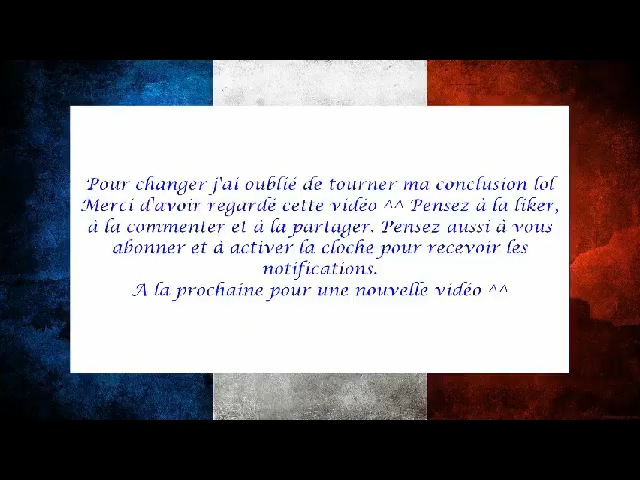 Pour changer j'ai oublié de tourner ma conclusion lol
Merci d'avoir regardé cette vidéo ^^ Pensez à la liker,
à la commenter et à la partager. Pensez aussi à vous
abonner et à activer la cloche pour recevoir les
notifications.
A la prochaine pour une nouvelle vidéo ^^